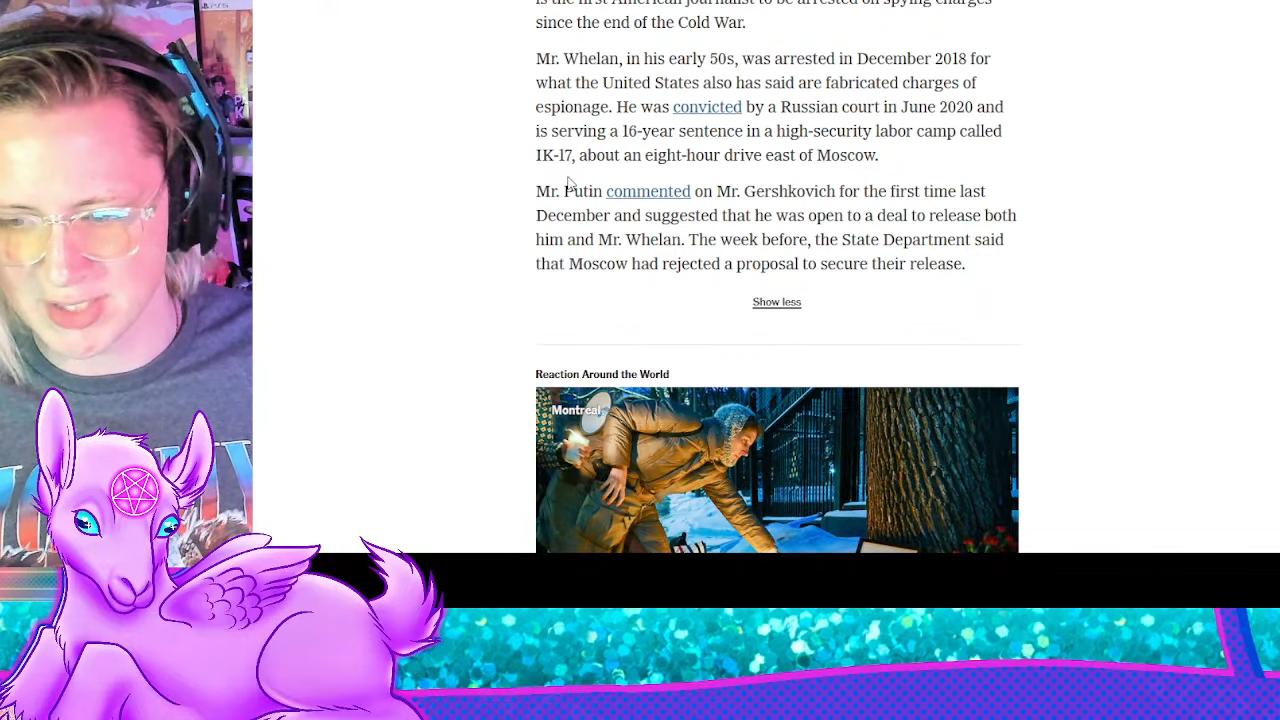 is the first American journalist to be arrested on spying charges
since the end of the Cold War.
Mr. Whelan, in his early 50s, was arrested in December 2018 for
what the United States also has said are fabricated charges of
espionage. He was convicted by a Russian court in June 2020 and
is serving a 16-year sentence in a high-security labor camp called
IK-17, about an eight-hour drive east of Moscow.
Mr. Putin commented on Mr. Gershkovich for the first time last
December and suggested that he was open to a deal to release both
him and Mr. Whelan. The week before, the State Department said
that Moscow had rejected a proposal to secure their release.
Show less
Reaction Around the World
Montreal